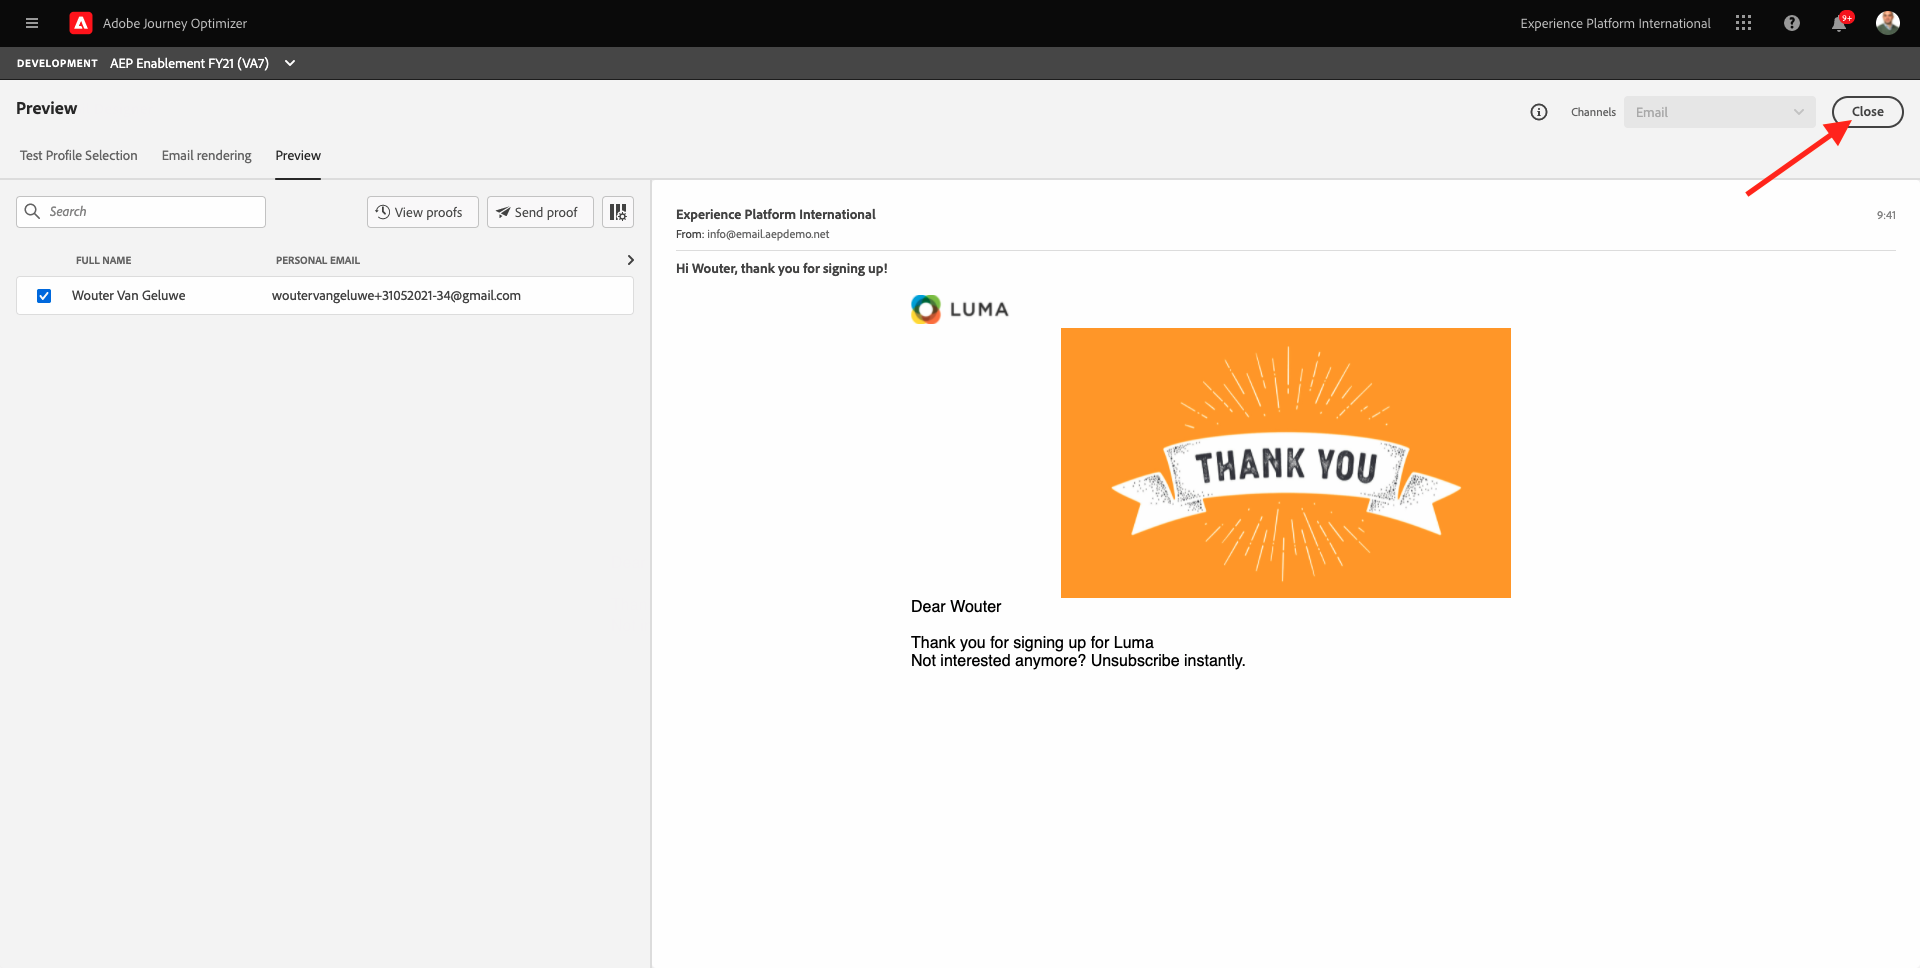 Adobe Journey Optimizer
Experience Platform International
9+
DEVELOPMENT AEP Enablement FY21 (VA7)
Preview
Channels Email Close
Test Profile Selection Email rendering Preview
Search View proofs Send proof
FULL NAME PERSONAL EMAIL
Wouter Van Geluwe woutervangeluwe+31052021-34@gmail.com
Experience Platform International 9:41
From: info@email.aepdemo.net
Hi Wouter, thank you for signing up!
LUMA
THANK YOU
Dear Wouter
Thank you for signing up for Luma
Not interested anymore? Unsubscribe instantly.